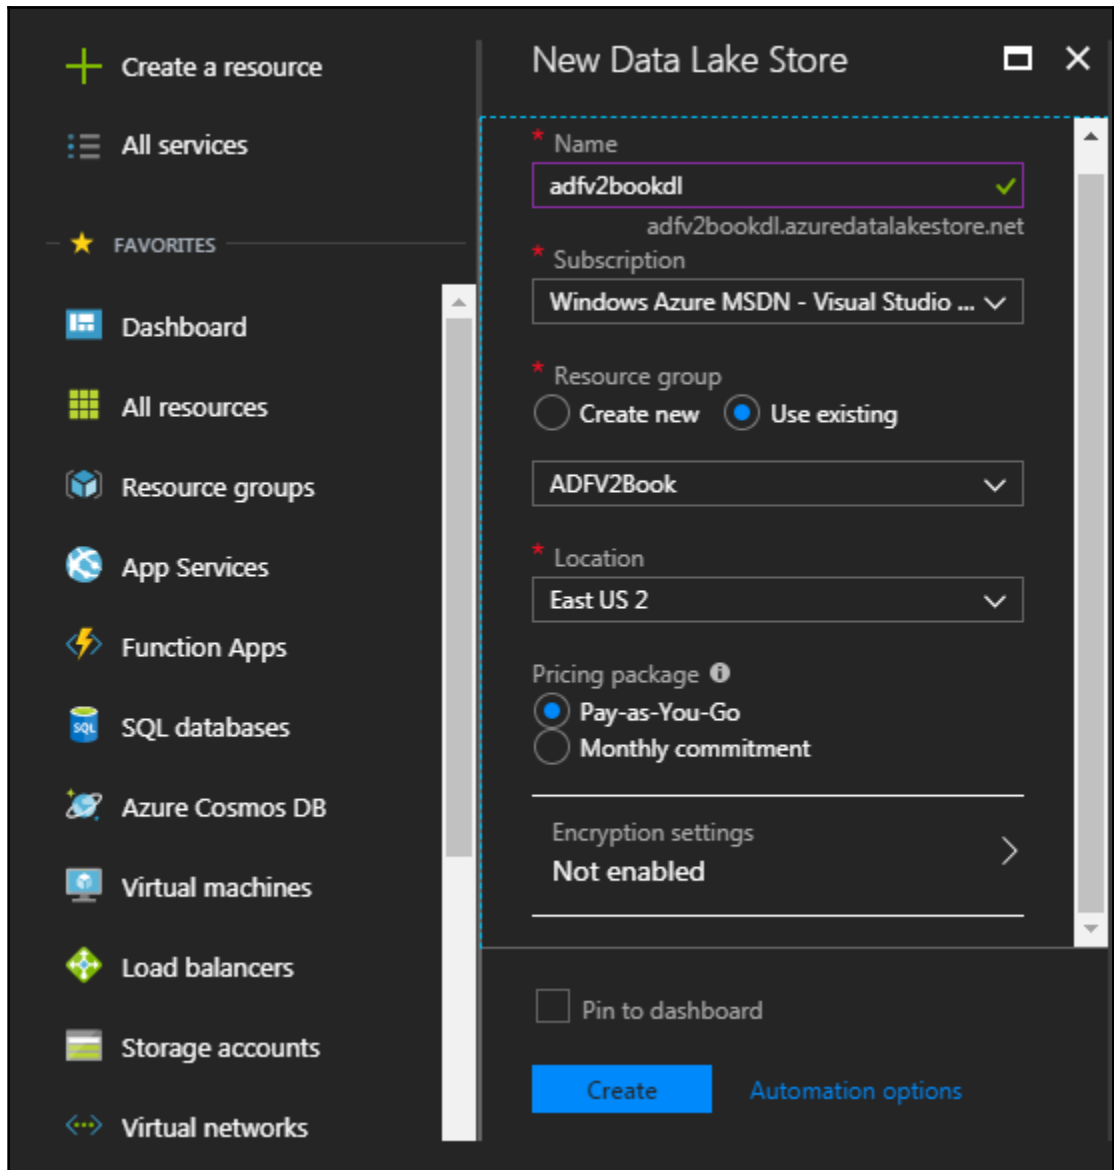 Create a resource
All services
FAVORITES
Dashboard
All resources
Resource groups
App Services
Function Apps
SQL
SQL databases
Azure Cosmos DB
Virtual machines
Load balancers
Storage accounts
Virtual networks
New Data Lake Store
* Name
adfv2bookdl
adfv2bookdl.azuredatalakestore.net
* Subscription
Windows Azure MSDN - Visual Studio ...
* Resource group
Create new Use existing
ADFV2Book
* Location
East US 2
Pricing package
Pay-as-You-Go
Monthly commitment
Encryption settings
Not enabled
Pin to dashboard
Create Automation options